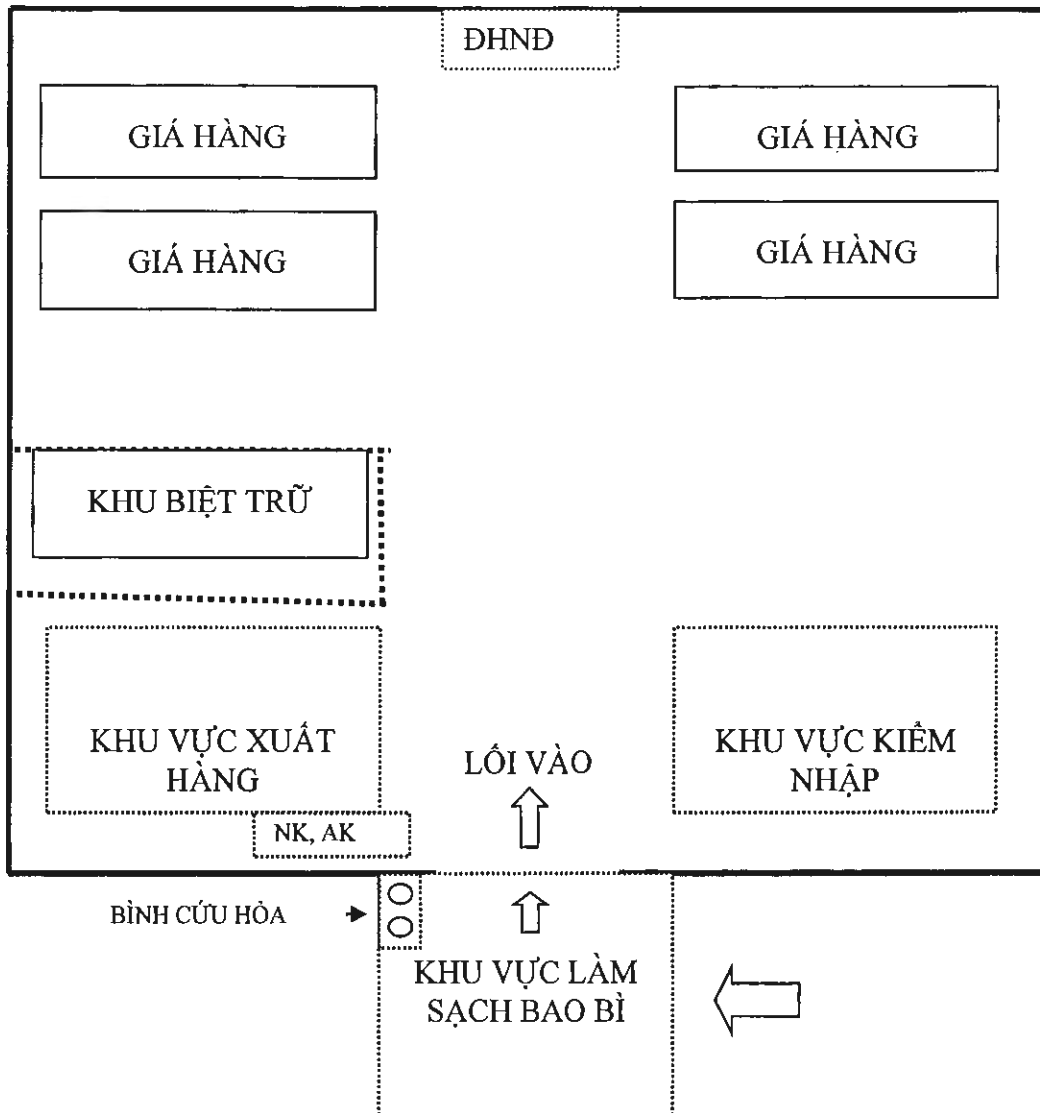 ĐHNĐ
GIÁ HÀNG
GIÁ HÀNG
GIÁ HÀNG
GIÁ HÀNG
KHU BIỆT TRỮ
KHU VỰC XUẤT
HÀNG
LỐI VÀO
KHU VỰC KIỂM
NHẬP
NK, AK
BÌNH CỨU HỎA
KHU VỰC LÀM
SẠCH BAO BÌ